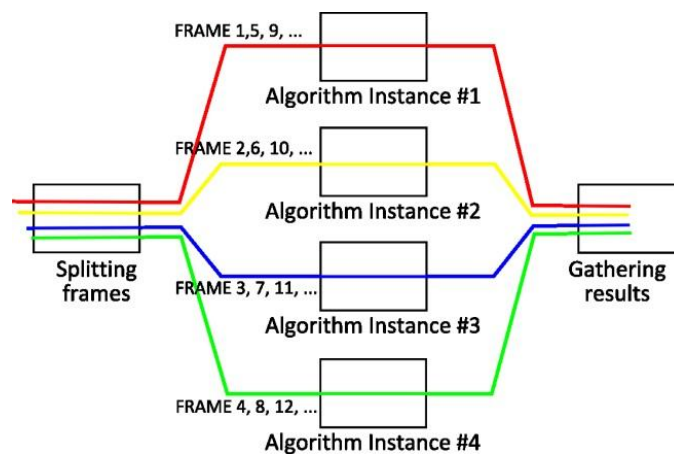 FRAME 1,5, 9, ...
Algorithm Instance #1
FRAME 2,6, 10, ...
Algorithm Instance #2
Splitting
frames
Gathering
results
FRAME 3, 7, 11, ...
Algorithm Instance #3
FRAME 4, 8, 12, ...
Algorithm Instance #4